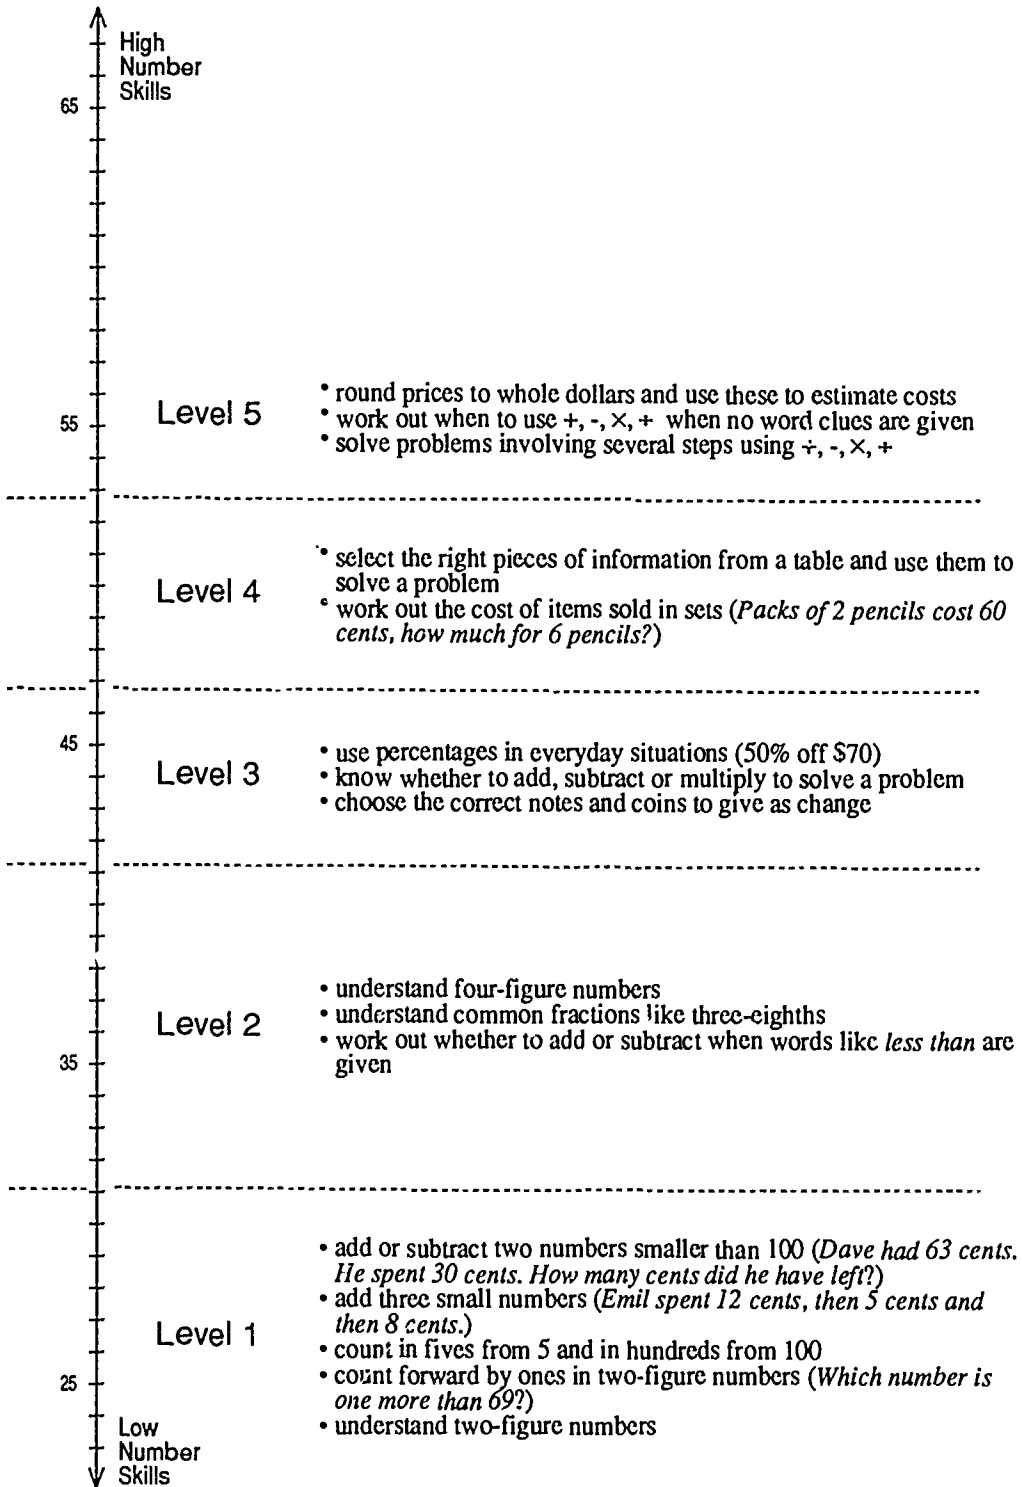 High
Number
Skills
65
Level 5
• round prices to whole dollars and use these to estimate costs
• work out when to use +, -, ×, + when no word clues are given
• solve problems involving several steps using ÷, -, ×, +
55
Level 4
• select the right pieces of information from a table and use them to
solve a problem
• work out the cost of items sold in sets (Packs of 2 pencils cost 60
cents, how much for 6 pencils?)
45
Level 3
• use percentages in everyday situations (50% off $70)
• know whether to add, subtract or multiply to solve a problem
• choose the correct notes and coins to give as change
Level 2
• understand four-figure numbers
• understand common fractions like three-eighths
• work out whether to add or subtract when words like less than are
given
35
Level 1
• add or subtract two numbers smaller than 100 (Dave had 63 cents.
He spent 30 cents. How many cents did he have left?)
• add three small numbers (Emil spent 12 cents, then 5 cents and
then 8 cents.)
• count in fives from 5 and in hundreds from 100
• count forward by ones in two-figure numbers (Which number is
one more than 69?)
• understand two-figure numbers
25
Low
Number
Skills